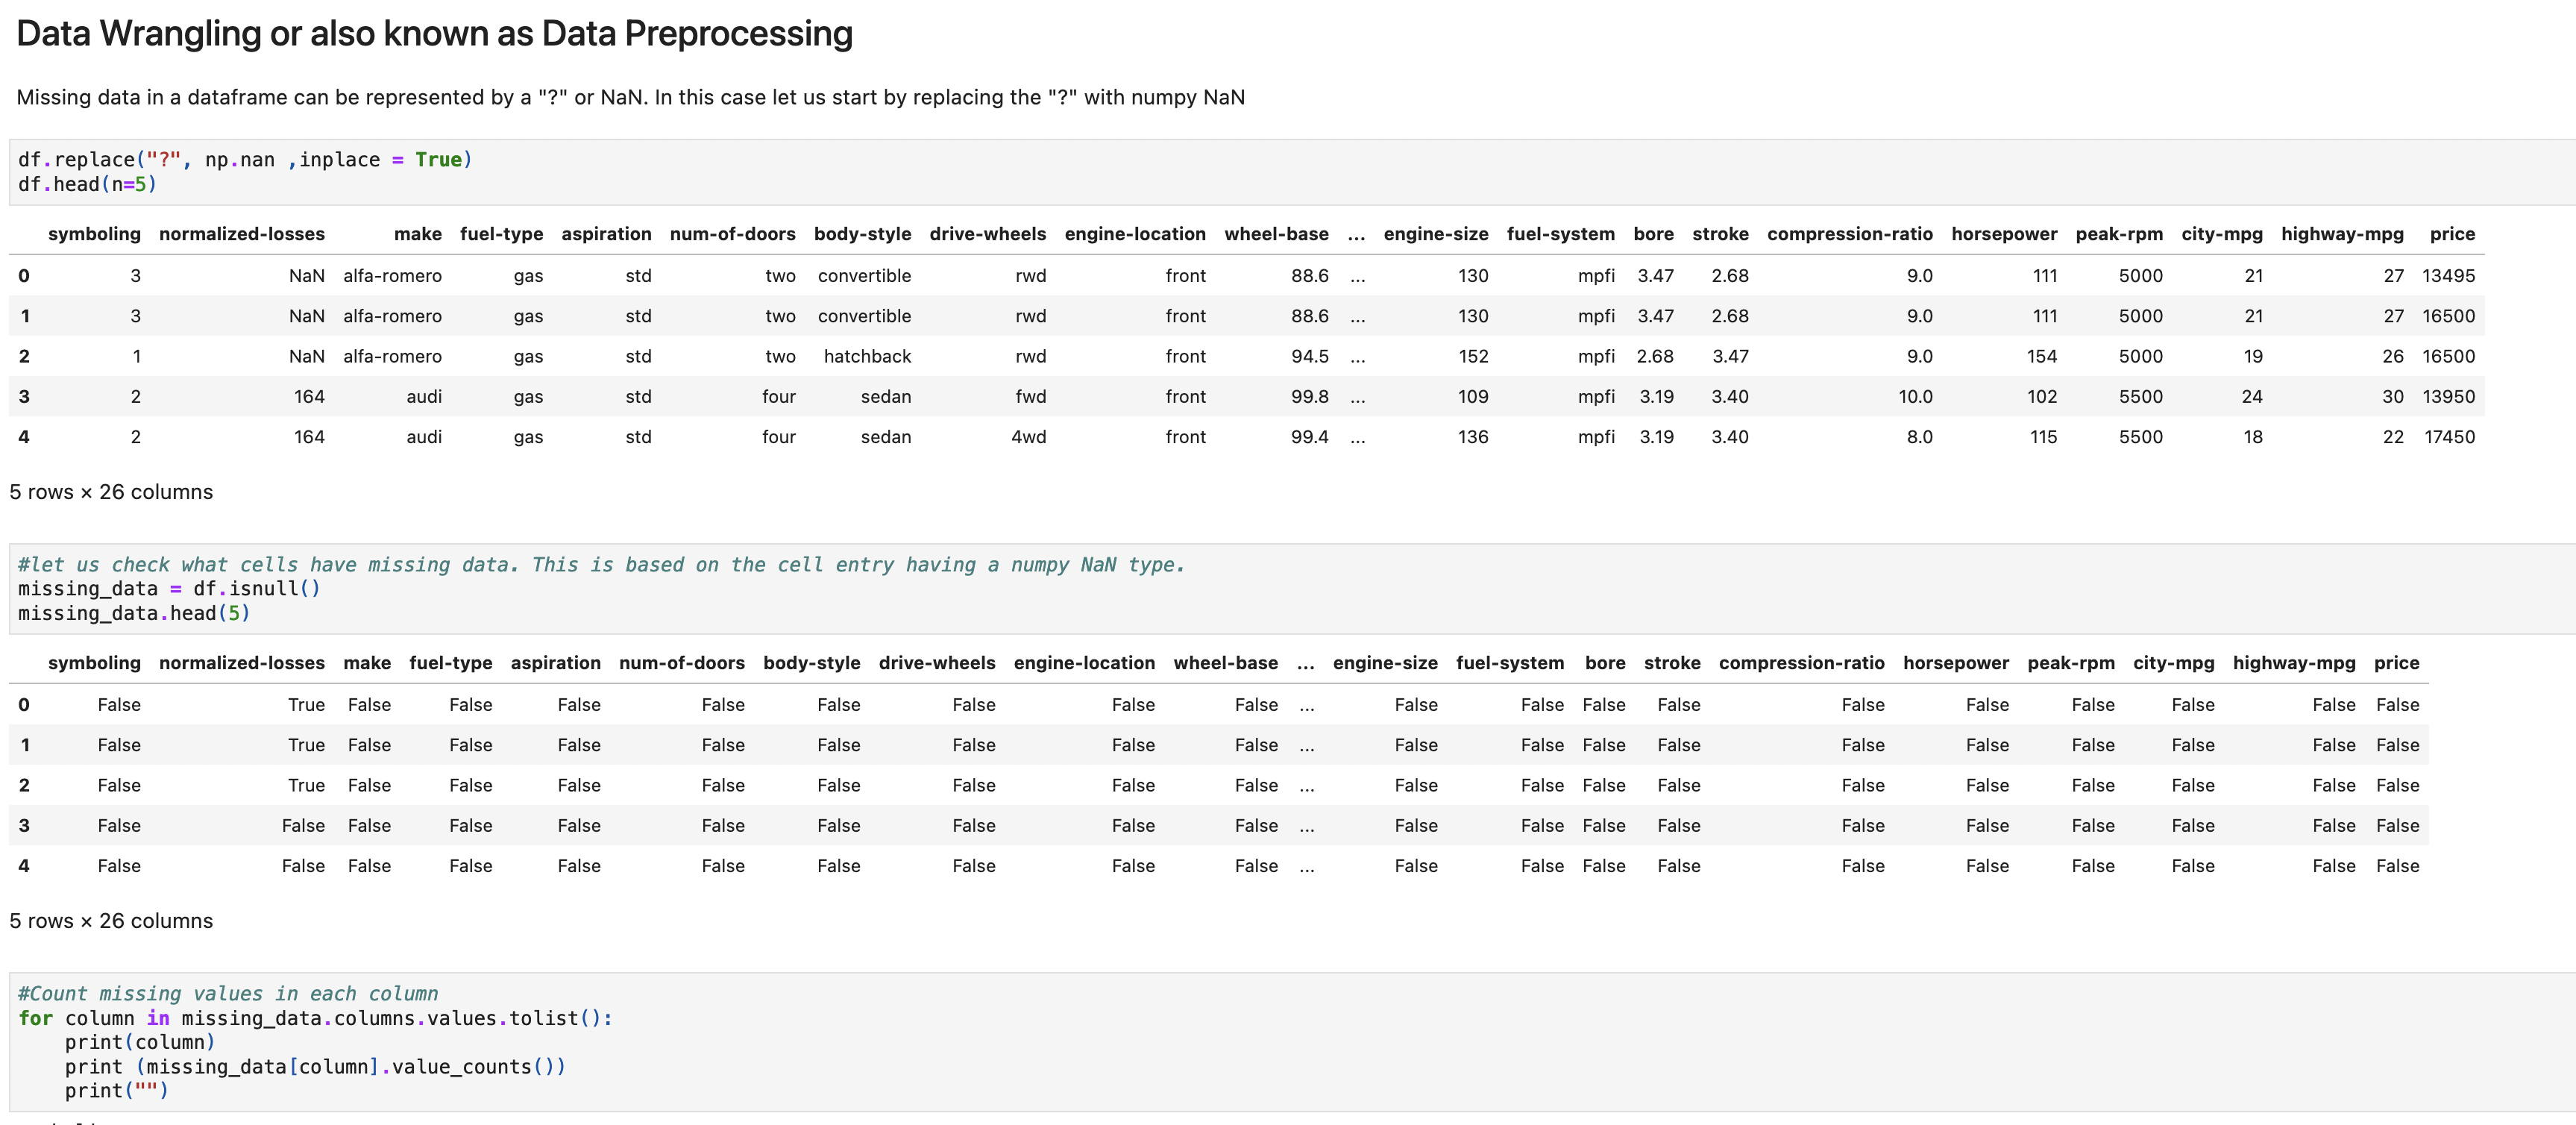 Data Wrangling or also known as Data Preprocessing
Missing data in a dataframe can be represented by a "?" or NaN. In this case let us start by replacing the "?" with numpy NaN
df.replace("?", np.nan ,inplace = True)
df.head(n=5)
symboling normalized-losses make fuel-type aspiration num-of-doors body-style drive-wheels engine-location wheel-base ... engine-size fuel-system bore stroke compression-ratio horsepower peak-rpm city-mpg highway-mpg price
0 3 NaN alfa-romero gas std two convertible rwd front 88.6 ... 130 mpfi 3.47 2.68 9.0 111 5000 21 27 13495
1 3 NaN alfa-romero gas std two convertible rwd front 88.6 ... 130 mpfi 3.47 2.68 9.0 111 5000 21 27 16500
2 1 NaN alfa-romero gas std two hatchback rwd front 94.5 ... 152 mpfi 2.68 3.47 9.0 154 5000 19 26 16500
3 2 164 audi gas std four sedan fwd front 99.8 ... 109 mpfi 3.19 3.40 10.0 102 5500 24 30 13950
4 2 164 audi gas std four sedan 4wd front 99.4 ... 136 mpfi 3.19 3.40 8.0 115 5500 18 22 17450
5 rows × 26 columns
#let us check what cells have missing data. This is based on the cell entry having a numpy NaN type.
missing_data = df.isnull()
missing_data.head(5)
symboling normalized-losses make fuel-type aspiration num-of-doors body-style drive-wheels engine-location wheel-base ... engine-size fuel-system bore stroke compression-ratio horsepower peak-rpm city-mpg highway-mpg price
0 False True False False False False False False False False ... False False False False False False False False False False
1 False True False False False False False False False False ... False False False False False False False False False False
2 False True False False False False False False False False ... False False False False False False False False False False
3 False False False False False False False False False False ... False False False False False False False False False False
4 False False False False False False False False False False ... False False False False False False False False False False
5 rows × 26 columns
#Count missing values in each column
for column in missing_data.columns.values.tolist():
    print(column)
    print (missing_data[column].value_counts())
    print("")